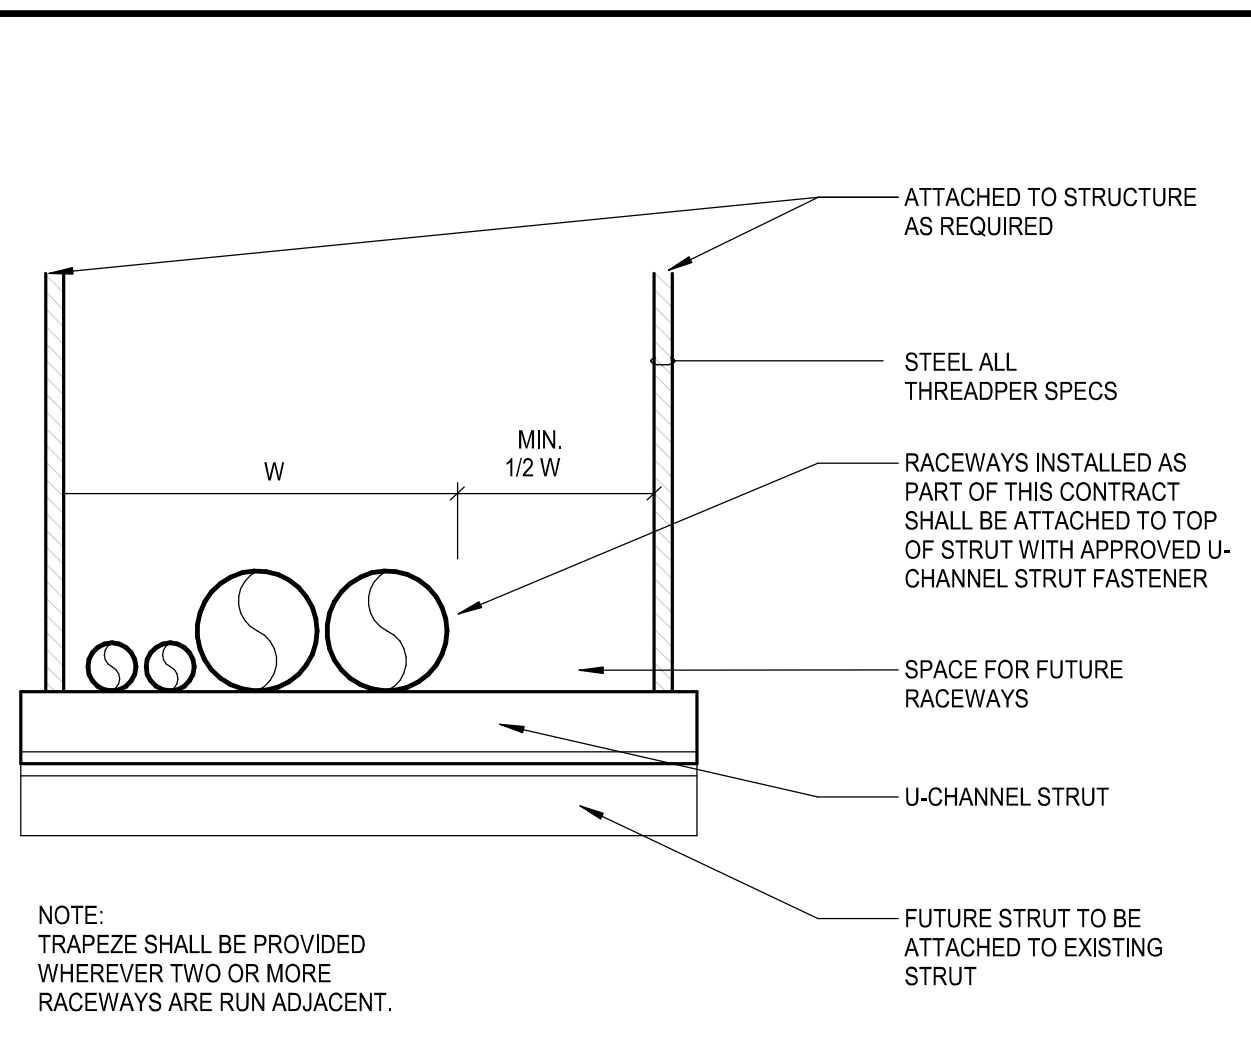 ATTACHED TO STRUCTURE
AS REQUIRED
STEEL ALL
THREADPER SPECS
MIN.
W
1/2 W
RACEWAYS INSTALLED AS
PART OF THIS CONTRACT
SHALL BE ATTACHED TO TOP
OF STRUT WITH APPROVED U-
CHANNEL STRUT FASTENER
SPACE FOR FUTURE
RACEWAYS
U-CHANNEL STRUT
FUTURE STRUT TO BE
ATTACHED TO EXISTING
STRUT
NOTE:
TRAPEZE SHALL BE PROVIDED
WHEREVER TWO OR MORE
RACEWAYS ARE RUN ADJACENT.